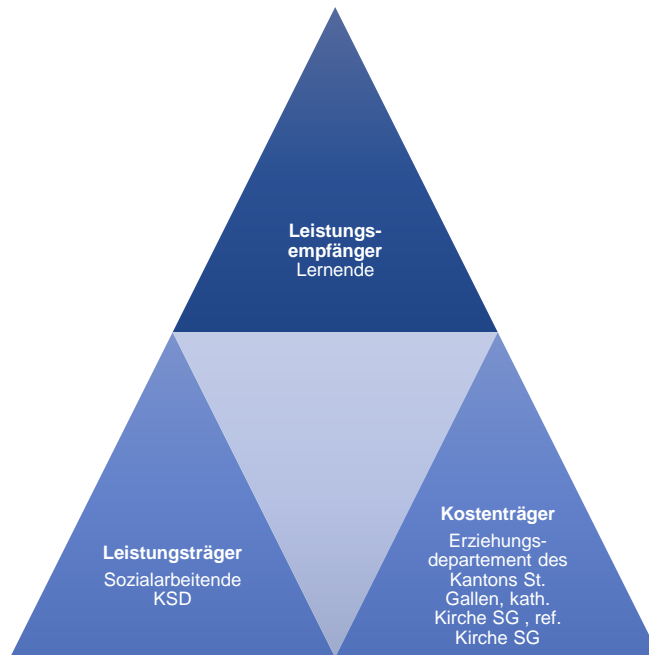 Leistungs-
empfänger
Lernende
Leistungsträger
Sozialarbeitende
KSD
Kostenträger
Erziehungs-
departement des
Kantons St.
Gallen, kath.
Kirche SG , ref.
Kirche SG